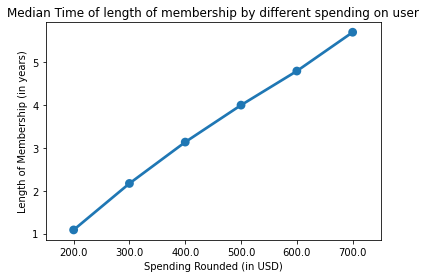 Median Time of length of membership by different spending on user
Length of Membership (in years)
5
4
3
2
1
200.0 300.0 400.0 500.0 600.0 700.0
Spending Rounded (in USD)